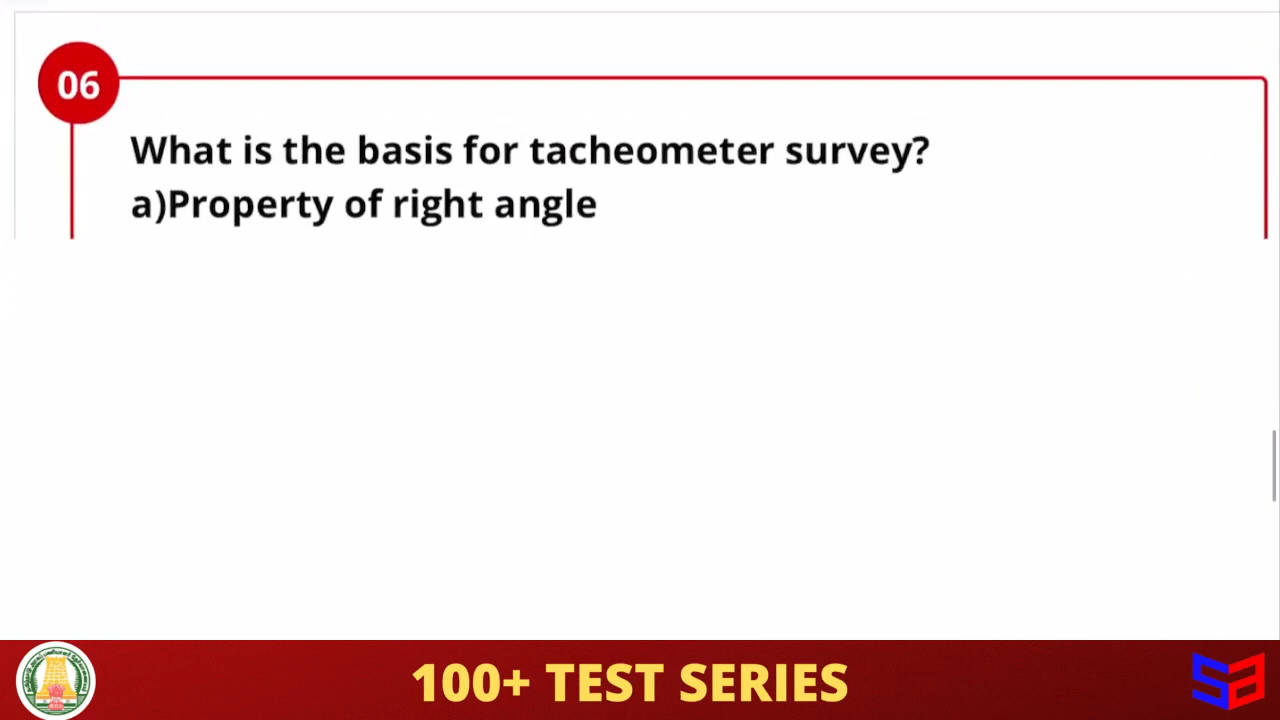 06
What is the basis for tacheometer survey?
a)Property of right angle
100+ TEST SERIES